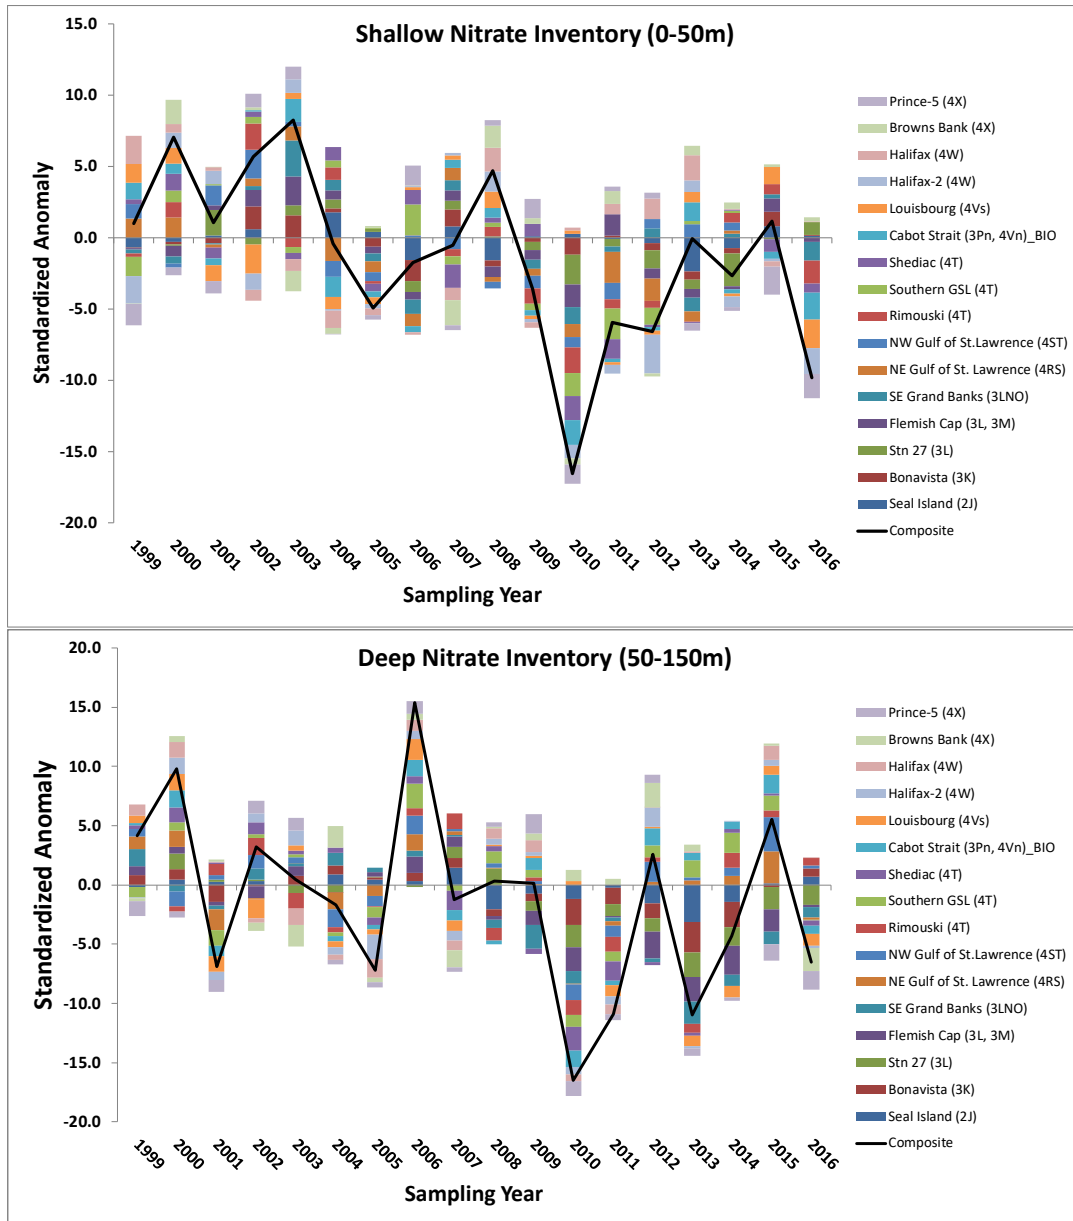 Shallow Nitrate Inventory (0-50m)
Standardized Anomaly
15.0
10.0
5.0
0.0
-5.0
-10.0
-15.0
-20.0
1999
2000
2001
2002
2003
2004
2005
2006
2007
2008
2009
2010
2011
2012
2013
2014
2015
2016
Sampling Year
Prince-5 (4X)
Browns Bank (4X)
Halifax (4W)
Halifax-2 (4W)
Louisbourg (4Vs)
Cabot Strait (3Pn, 4Vn)_BIO
Shediac (4T)
Southern GSL (4T)
Rimouski (4T)
NW Gulf of St.Lawrence (4ST)
NE Gulf of St. Lawrence (4RS)
SE Grand Banks (3LNO)
Flemish Cap (3L, 3M)
Stn 27 (3L)
Bonavista (3K)
Seal Island (2J)
Composite
Deep Nitrate Inventory (50-150m)
Standardized Anomaly
20.0
15.0
10.0
5.0
0.0
-5.0
-10.0
-15.0
-20.0
1999
2000
2001
2002
2003
2004
2005
2006
2007
2008
2009
2010
2011
2012
2013
2014
2015
2016
Sampling Year
Prince-5 (4X)
Browns Bank (4X)
Halifax (4W)
Halifax-2 (4W)
Louisbourg (4Vs)
Cabot Strait (3Pn, 4Vn)_BIO
Shediac (4T)
Southern GSL (4T)
Rimouski (4T)
NW Gulf of St.Lawrence (4ST)
NE Gulf of St. Lawrence (4RS)
SE Grand Banks (3LNO)
Flemish Cap (3L, 3M)
Stn 27 (3L)
Bonavista (3K)
Seal Island (2J)
Composite